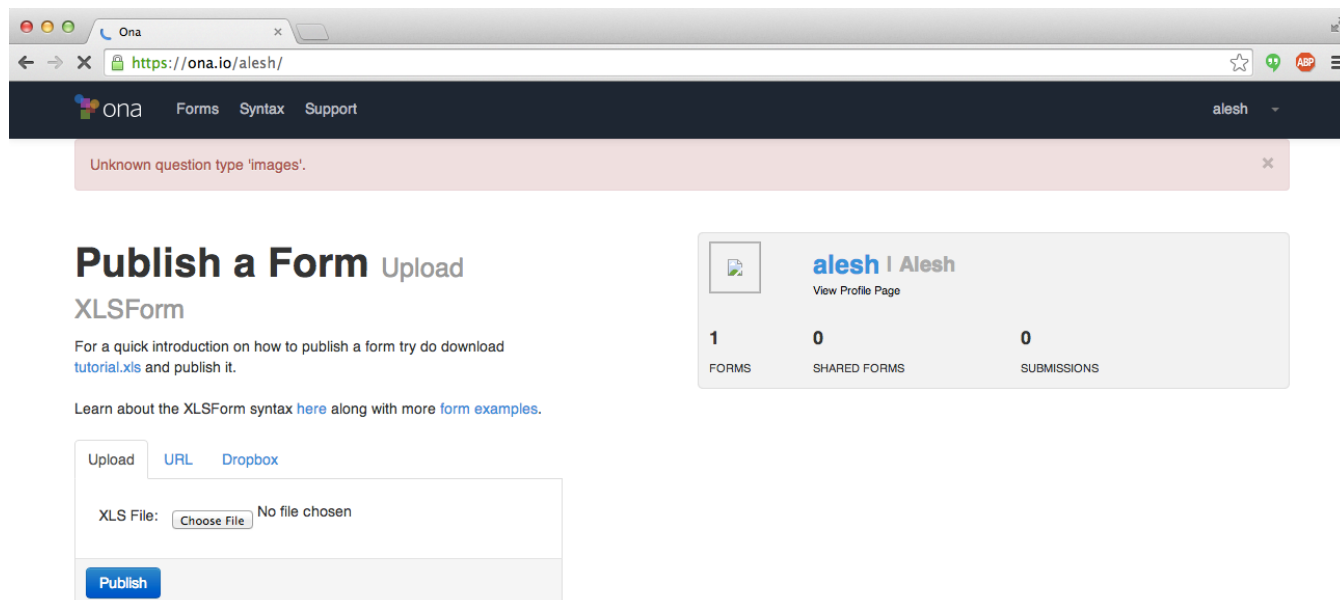 Ona
https://ona.io/alesh/
ABP
ona Forms Syntax Support alesh
Unknown question type 'images'.
Publish a Form Upload
XLSForm
For a quick introduction on how to publish a form try do download
tutorial.xls and publish it.
Learn about the XLSForm syntax here along with more form examples.
Upload URL Dropbox
XLS File: Choose File No file chosen
Publish
alesh | Alesh
View Profile Page
1 0 0
FORMS SHARED FORMS SUBMISSIONS